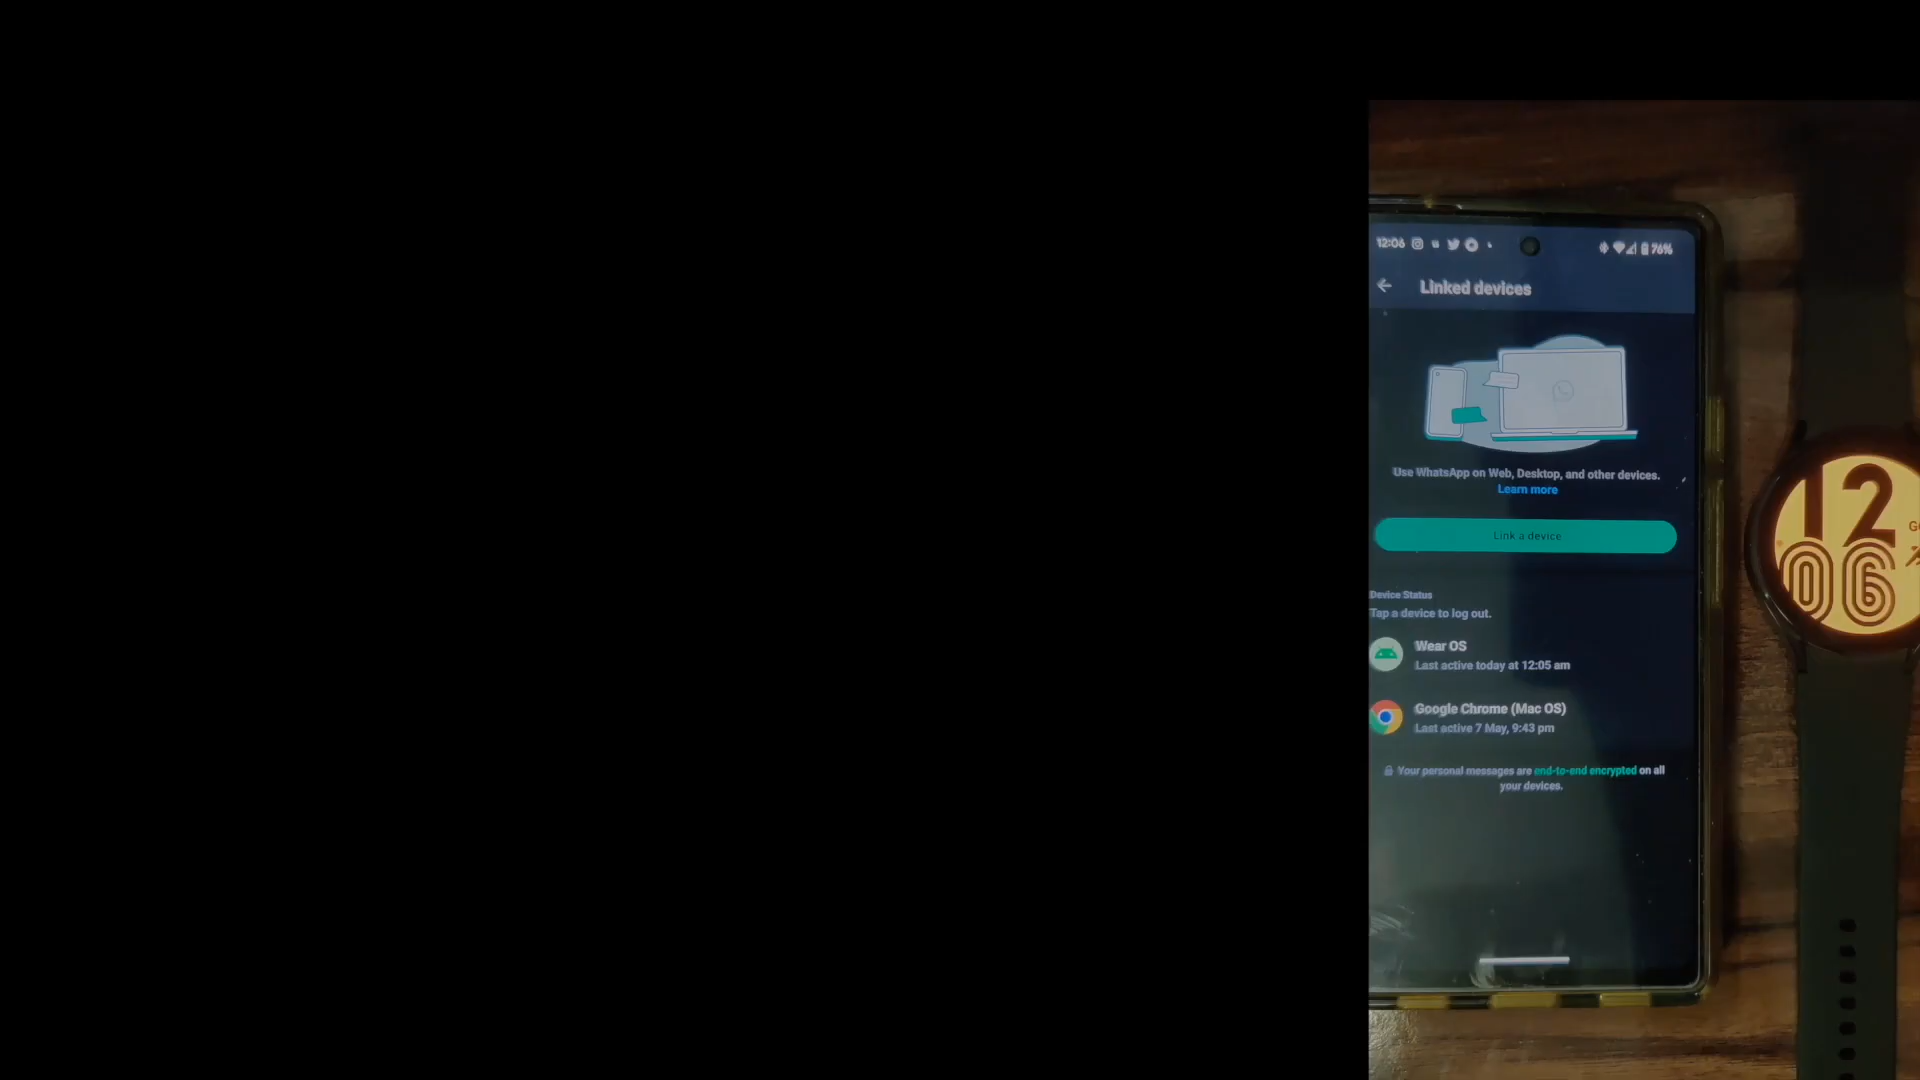 12:06
76%
Linked devices
Use WhatsApp on Web, Desktop, and other devices.
Learn more
Link a device
Device Status
Tap a device to log out.
Wear OS
Last active today at 12:05 am
Google Chrome (Mac OS)
Last active 7 May, 9:43 pm
Your personal messages are end-to-end encrypted on all
your devices.
12
06